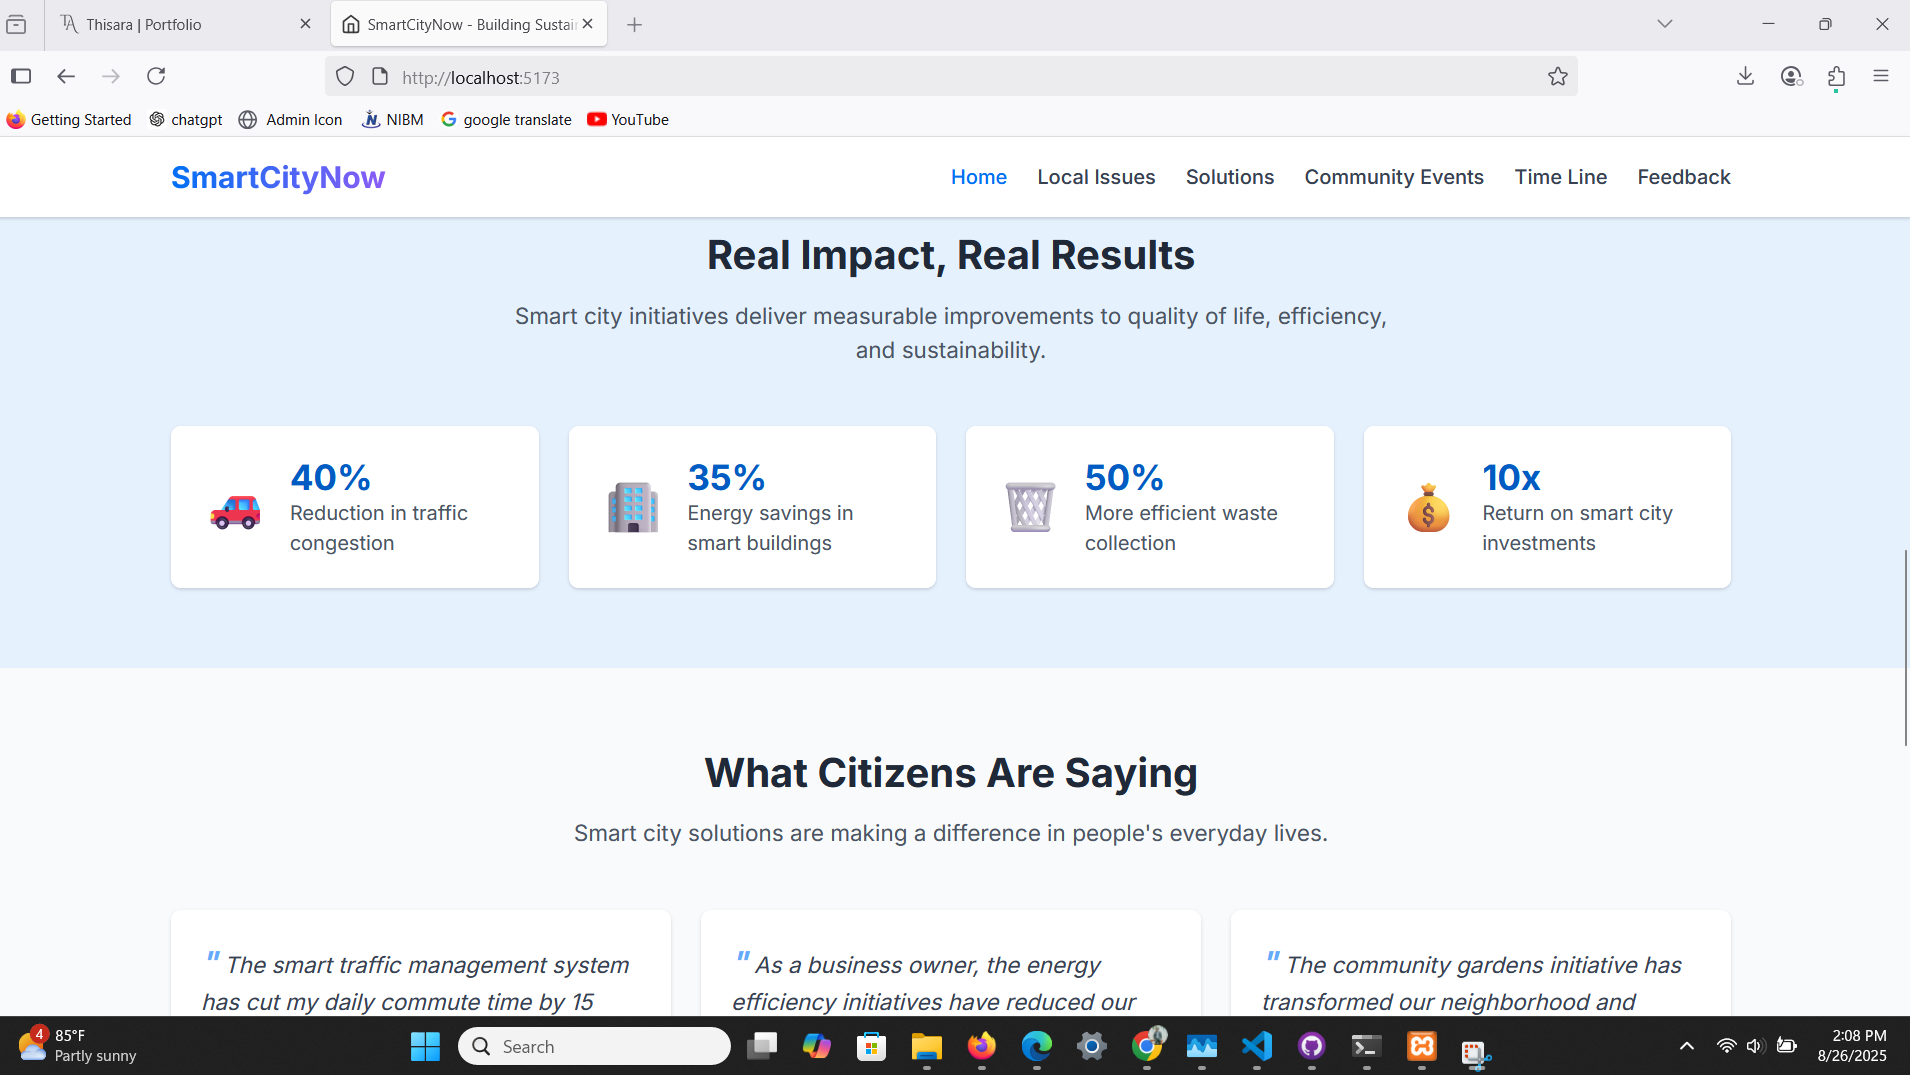 Thisara | Portfolio
SmartCityNow - Building Sustai
http://localhost:5173
Getting Started chatgpt Admin Icon NIBM google translate YouTube
SmartCityNow
Home Local Issues Solutions Community Events Time Line Feedback
Real Impact, Real Results
Smart city initiatives deliver measurable improvements to quality of life, efficiency,
and sustainability.
40%
Reduction in traffic
congestion
35%
Energy savings in
smart buildings
50%
More efficient waste
collection
10x
Return on smart city
investments
What Citizens Are Saying
Smart city solutions are making a difference in people's everyday lives.
" The smart traffic management system
has cut my daily commute time by 15
" As a business owner, the energy
efficiency initiatives have reduced our
" The community gardens initiative has
transformed our neighborhood and
4
85°F
Partly sunny
Search
2:08 PM
8/26/2025